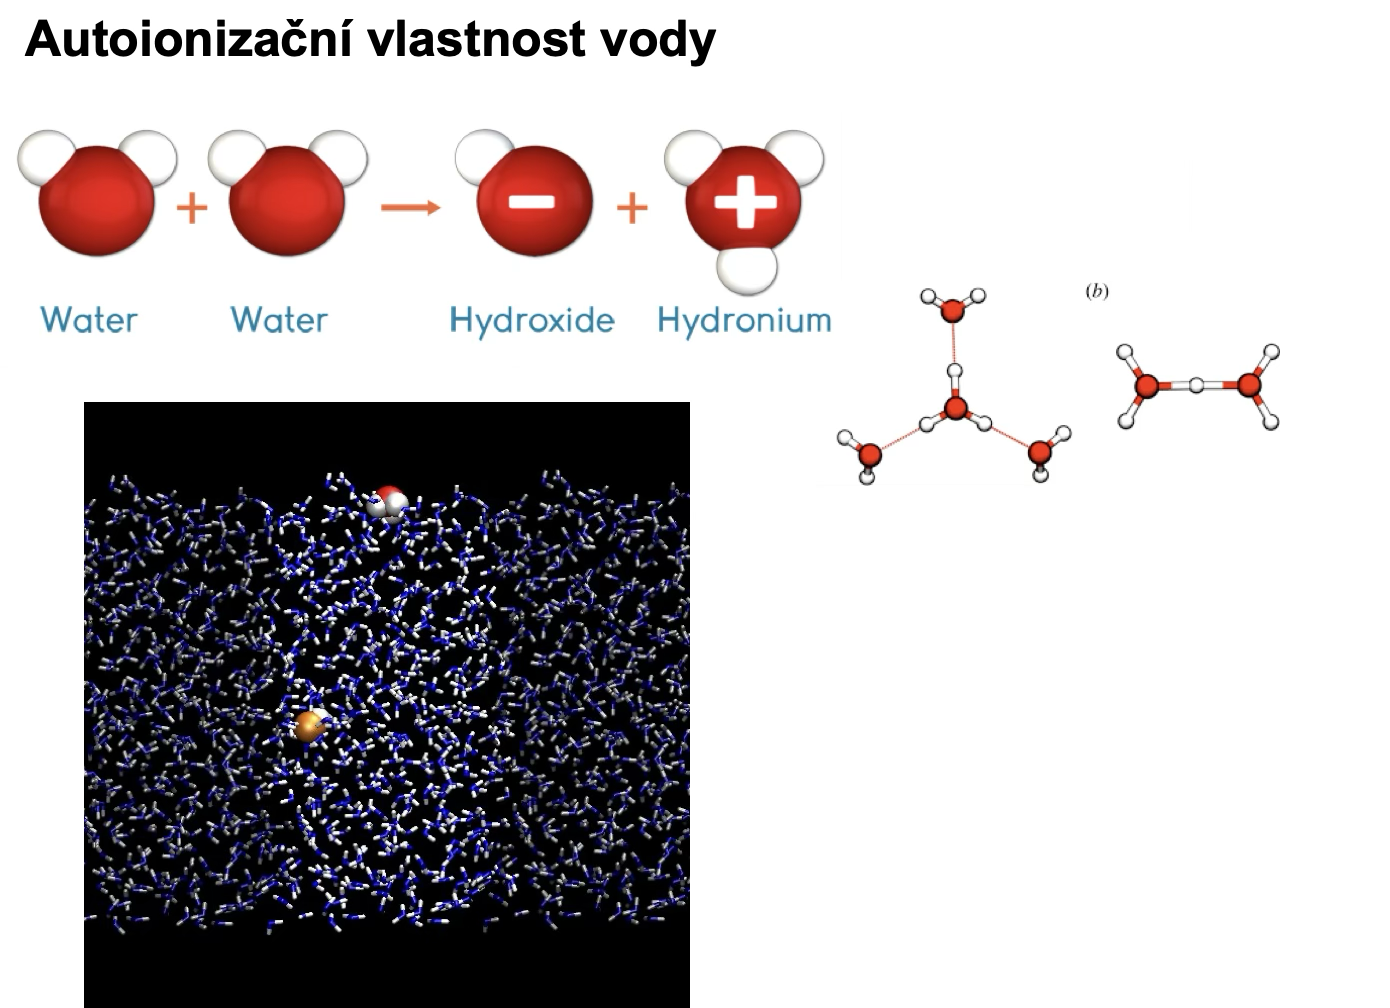 Autoionizační vlastnost vody
+ → − + +
Water Water Hydroxide Hydronium
(b)